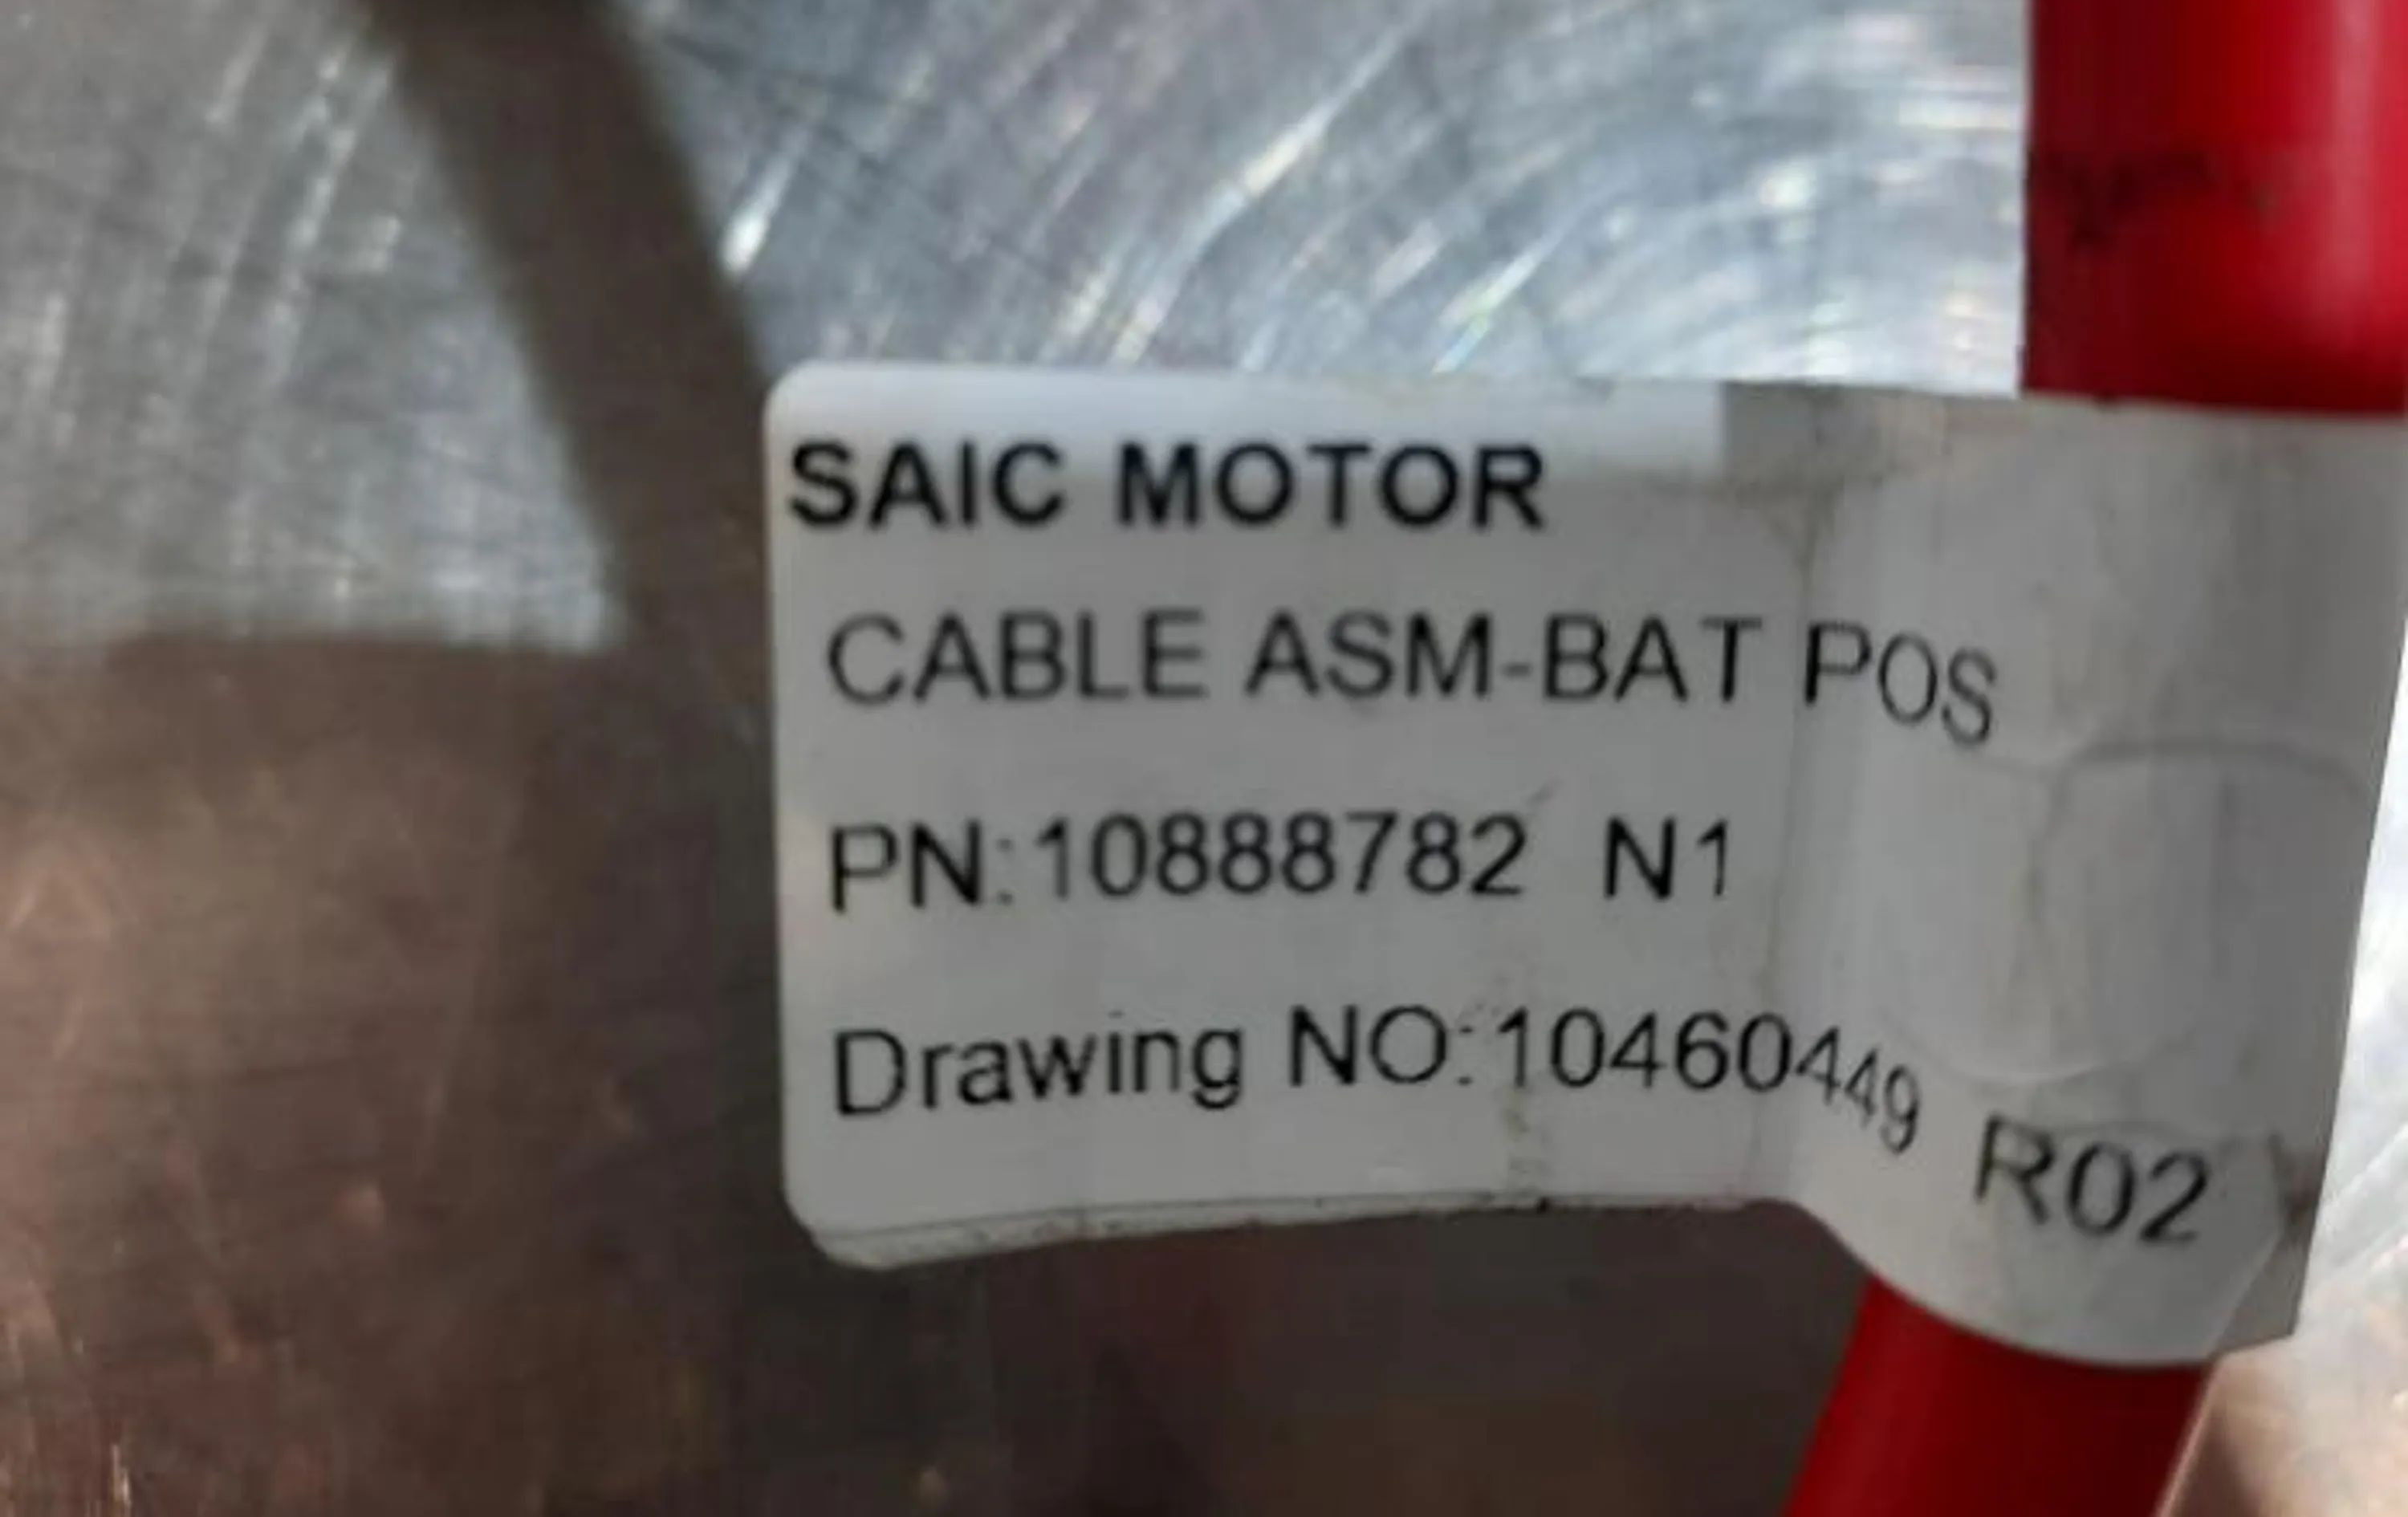 SAIC MOTOR
CABLE ASM-BAT POS
PN:10888782 N1
Drawing NO:10460449 R02